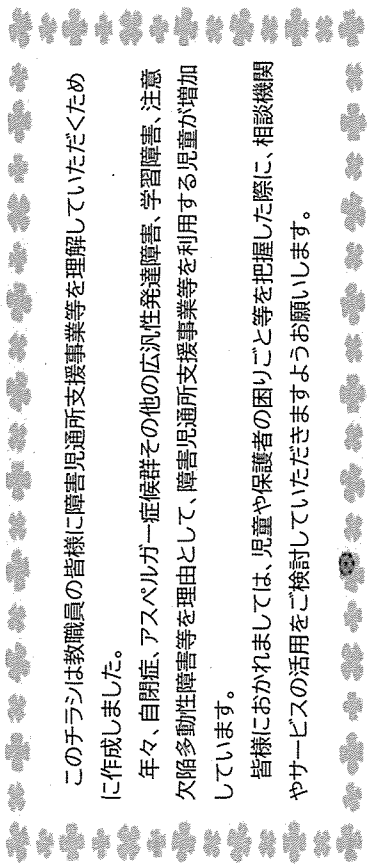 このチラシは教職員の皆様に障害児通所支援事業等を理解していただくため
に作成しました。
年々、自閉症、アスペルガー症候群その他の広汎性発達障害、学習障害、注意
欠陥多動性障害等を理由として、障害児通所支援事業等を利用する児童が増加
しています。
皆様におかれましては、児童や保護者の困りごと等を把握した際に、相談機関
やサービスの活用をご検討していただきますようお願いします。